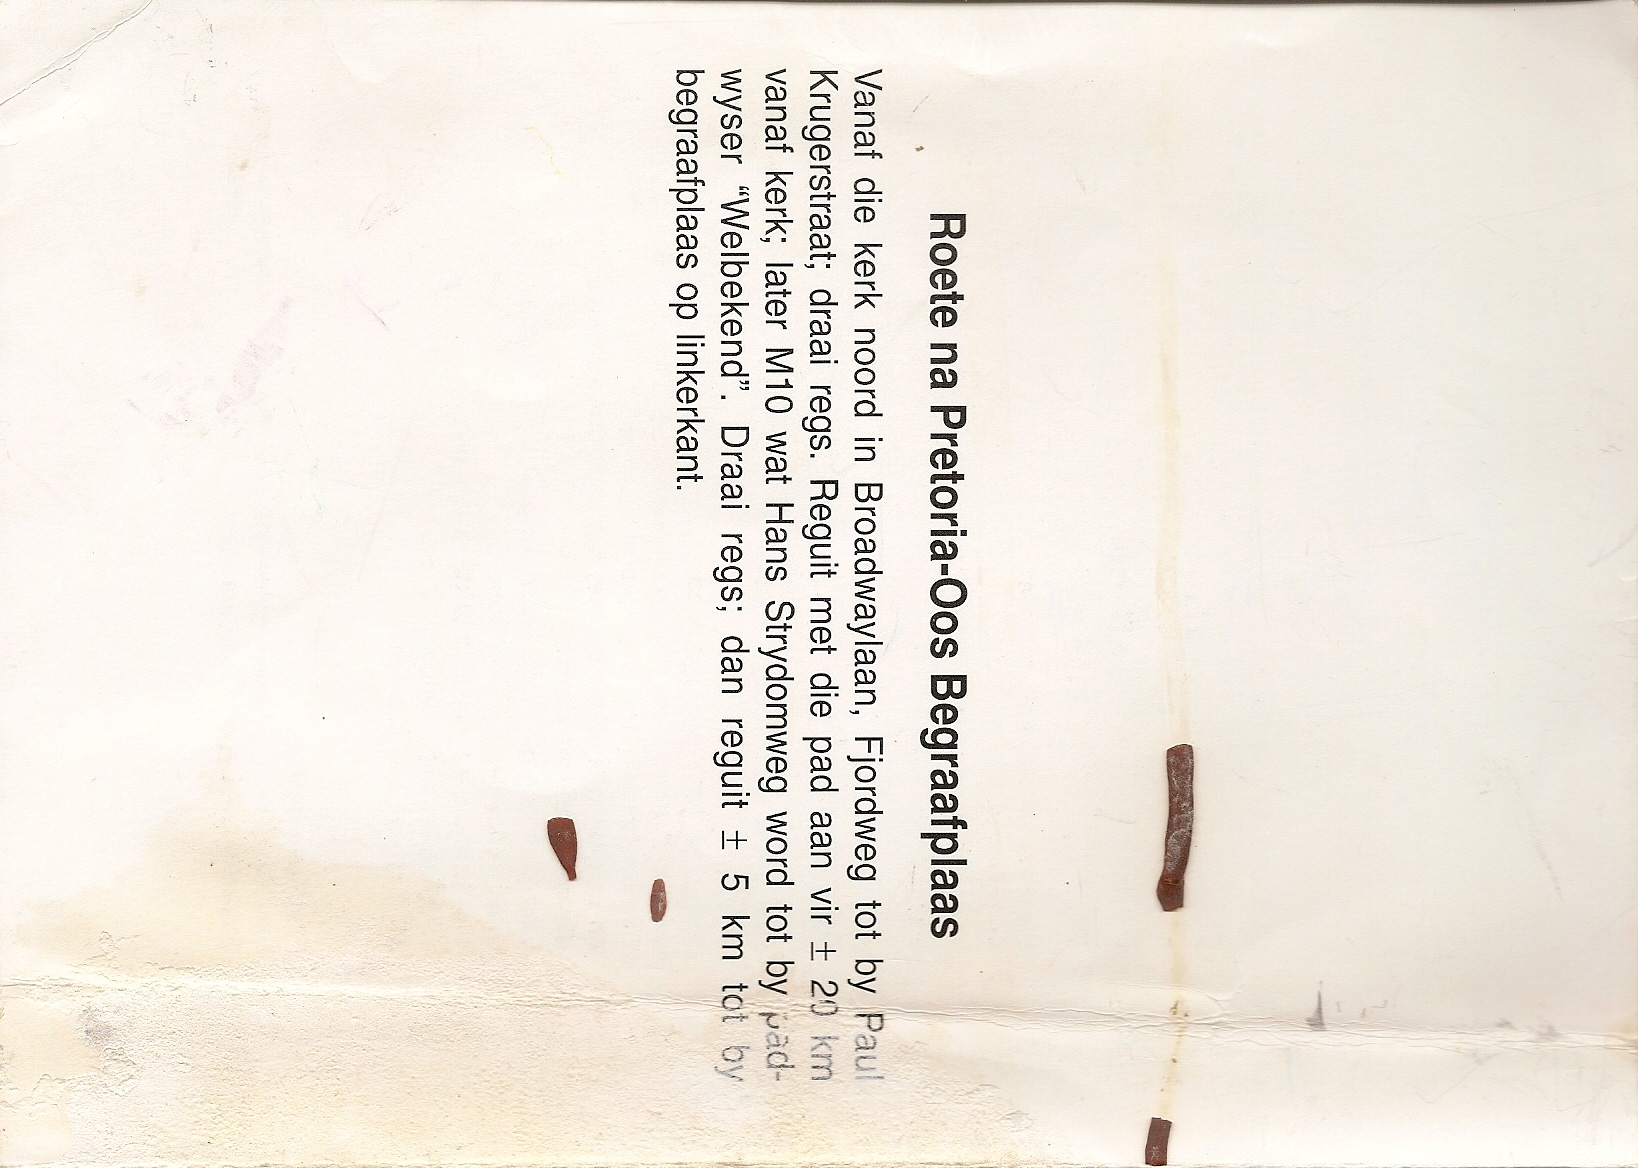 Roete na Pretoria-Oos Begraafplaas
Vanaf die kerk noord in Broadwaylaan, Fjordweg tot by Paul
Krugerstraat; draai regs. Reguit met die pad aan vir ± 20 km
vanaf kerk; later M10 wat Hans Strydomweg word tot by pad-
wyser “Welbekend”. Draai regs; dan reguit ± 5 km tot by
begraafplaas op linkerkant.